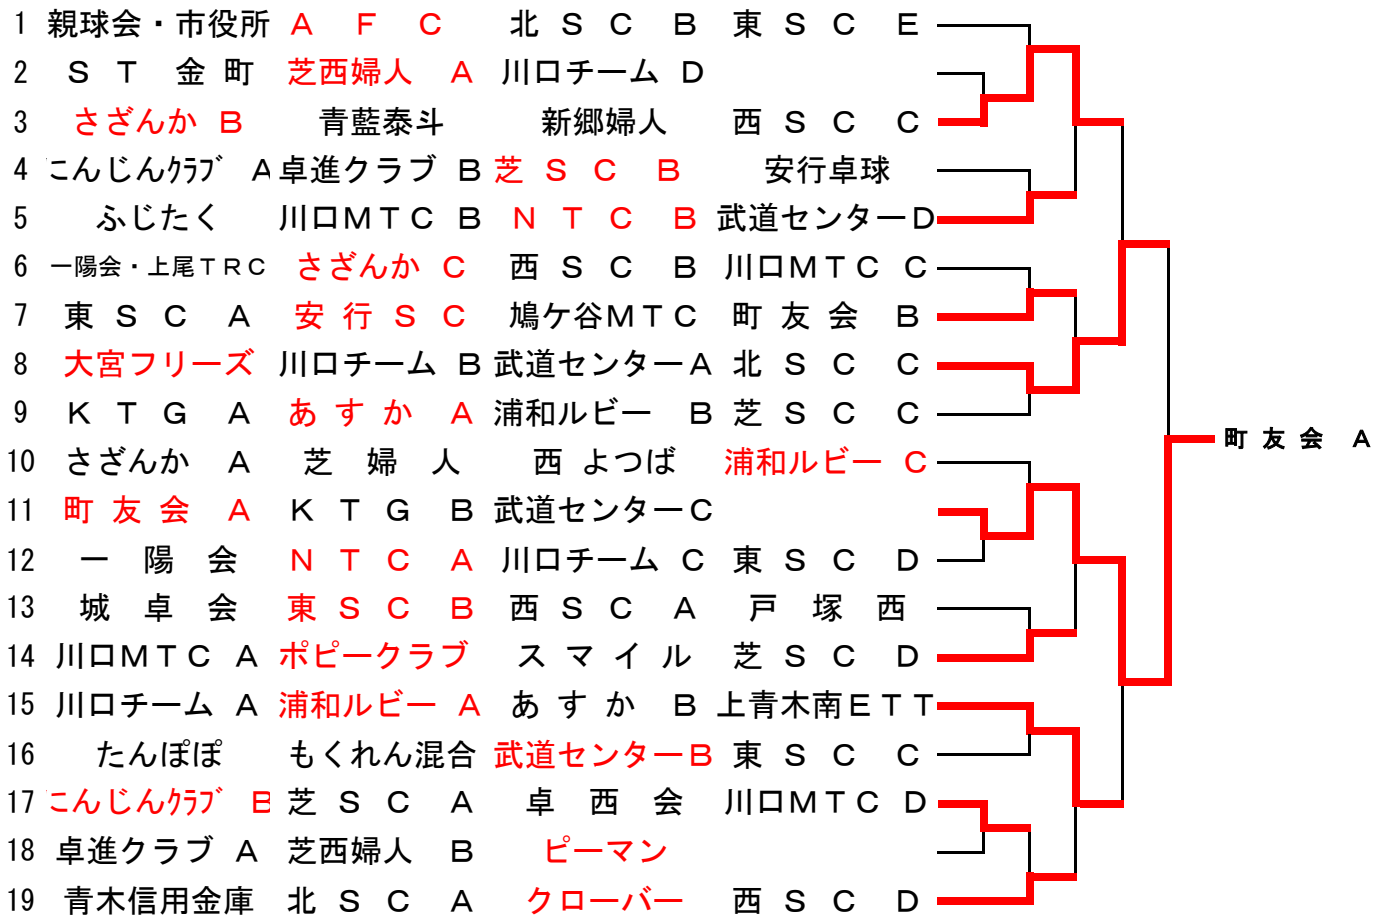 1 親球会・市役所 A F C 北 S C B 東 S C E
2 S T 金町 芝西婦人 A 川口チーム D
3 さざんか B 青藍泰斗 新郷婦人 西 S C C
4 にんじんクラブ A 卓進クラブ B 芝 S C B 安行卓球
5 ふじたく 川口MTC B N T C B 武道センターD
6 一陽会・上尾TRC さざんか C 西 S C B 川口MTC C
7 東 S C A 安 行 S C 鳩ケ谷MTC 町 友 会 B
8 大宮フリーズ 川口チーム B 武道センターA 北 S C C
9 K T G A あ す か A 浦和ルビー B 芝 S C C
町 友 会 A
10 さざんか A 芝 婦 人 西 よつば 浦和ルビー C
11 町 友 会 A K T G B 武道センターC
12 一 陽 会 N T C A 川口チーム C 東 S C D
13 城 卓 会 東 S C B 西 S C A 戸 塚 西
14 川口MTC A ポピークラブ ス マ イ ル 芝 S C D
15 川口チーム A 浦和ルビー A あ す か B 上青木南ETT
16 たんぽぽ もくれん混合 武道センターB 東 S C C
17 にんじんクラブ B 芝 S C A 卓 西 会 川口MTC D
18 卓進クラブ A 芝西婦人 B ピーマン
19 青木信用金庫 北 S C A クローバー 西 S C D